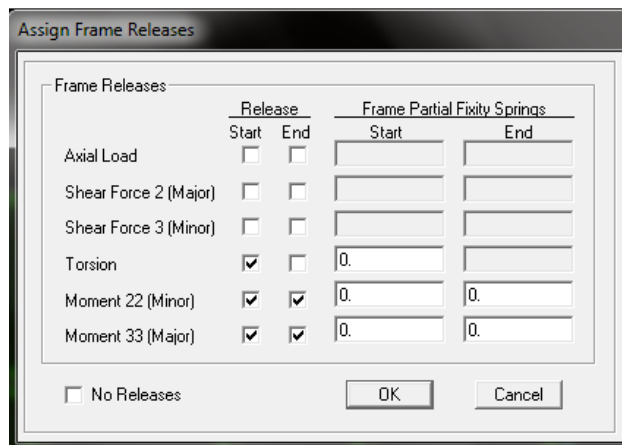 Assign Frame Releases
Frame Releases
Release Frame Partial Fixity Springs
Start End Start End
Axial Load
Shear Force 2 (Major)
Shear Force 3 (Minor)
Torsion 0.
Moment 22 (Minor) 0. 0.
Moment 33 (Major) 0. 0.
No Releases OK Cancel